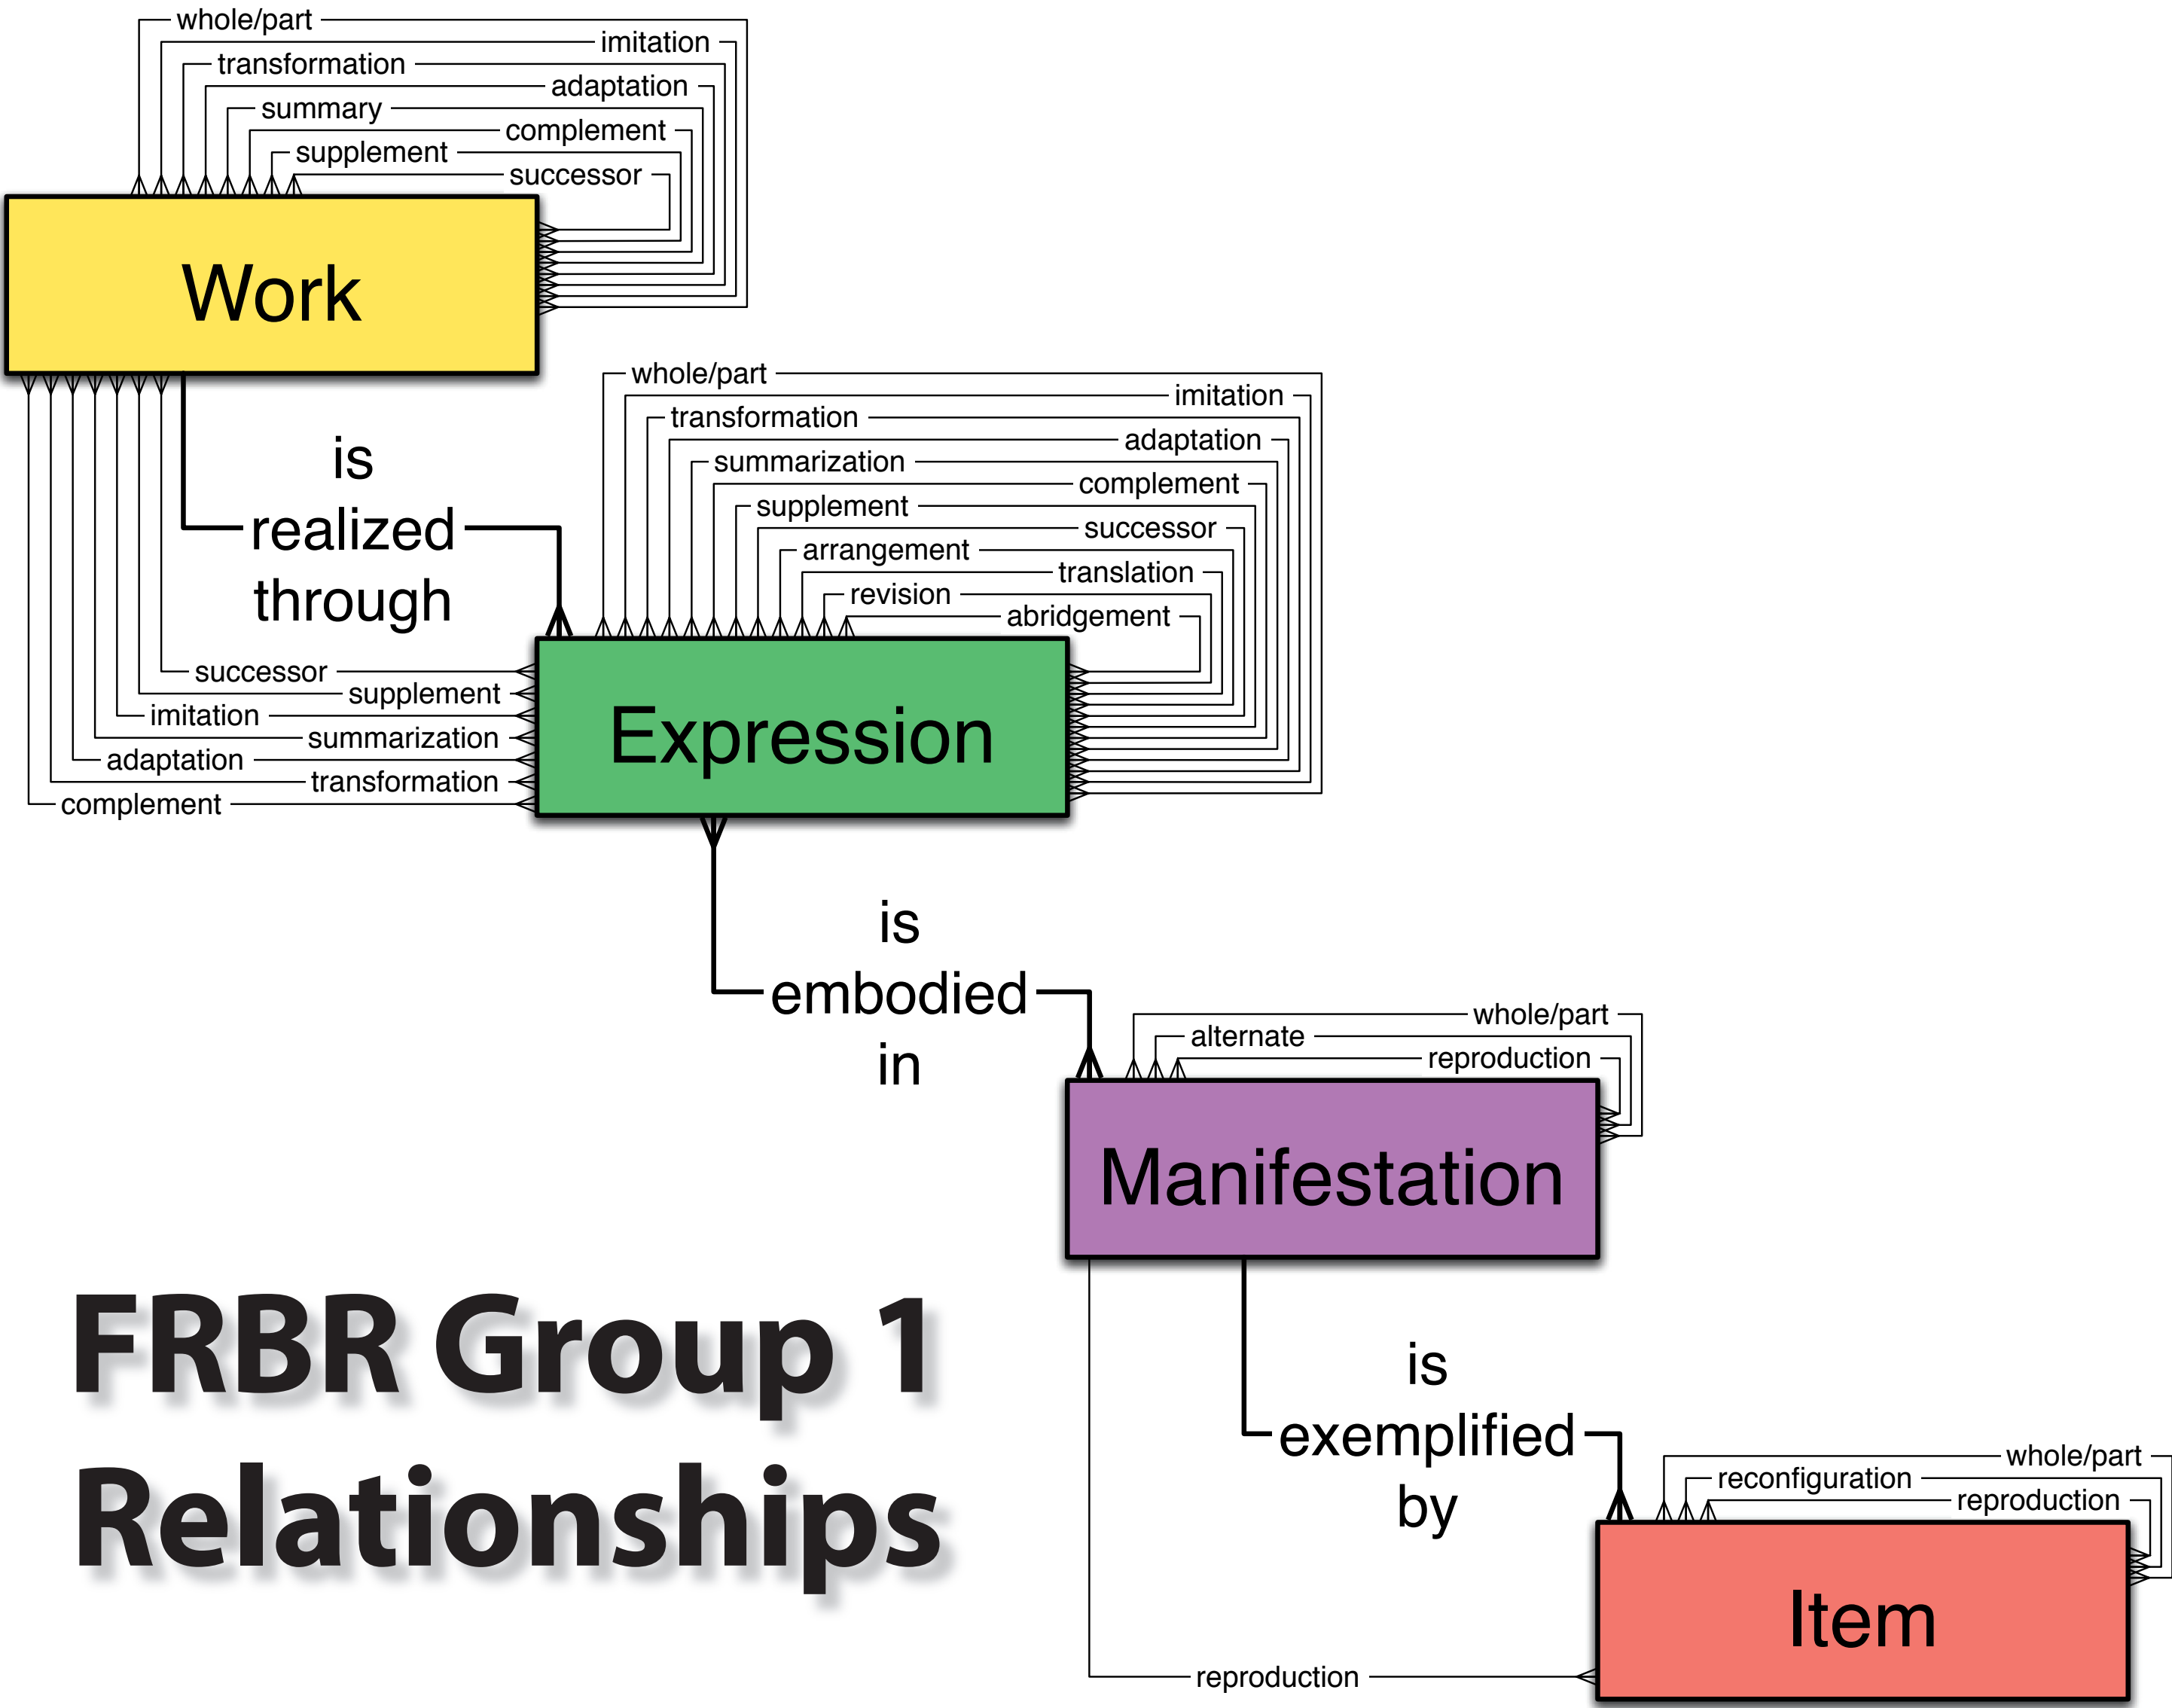 whole/part
imitation
transformation
adaptation
summary
complement
supplement
successor
Work
is
realized
through
whole/part
imitation
transformation
adaptation
summarization
complement
supplement
successor
arrangement
translation
revision
abridgement
successor
supplement
imitation
summarization
adaptation
transformation
complement
Expression
is
embodied
in
whole/part
alternate
reproduction
Manifestation
is
exemplified
by
whole/part
reconfiguration
reproduction
Item
reproduction
FRBR Group 1
Relationships